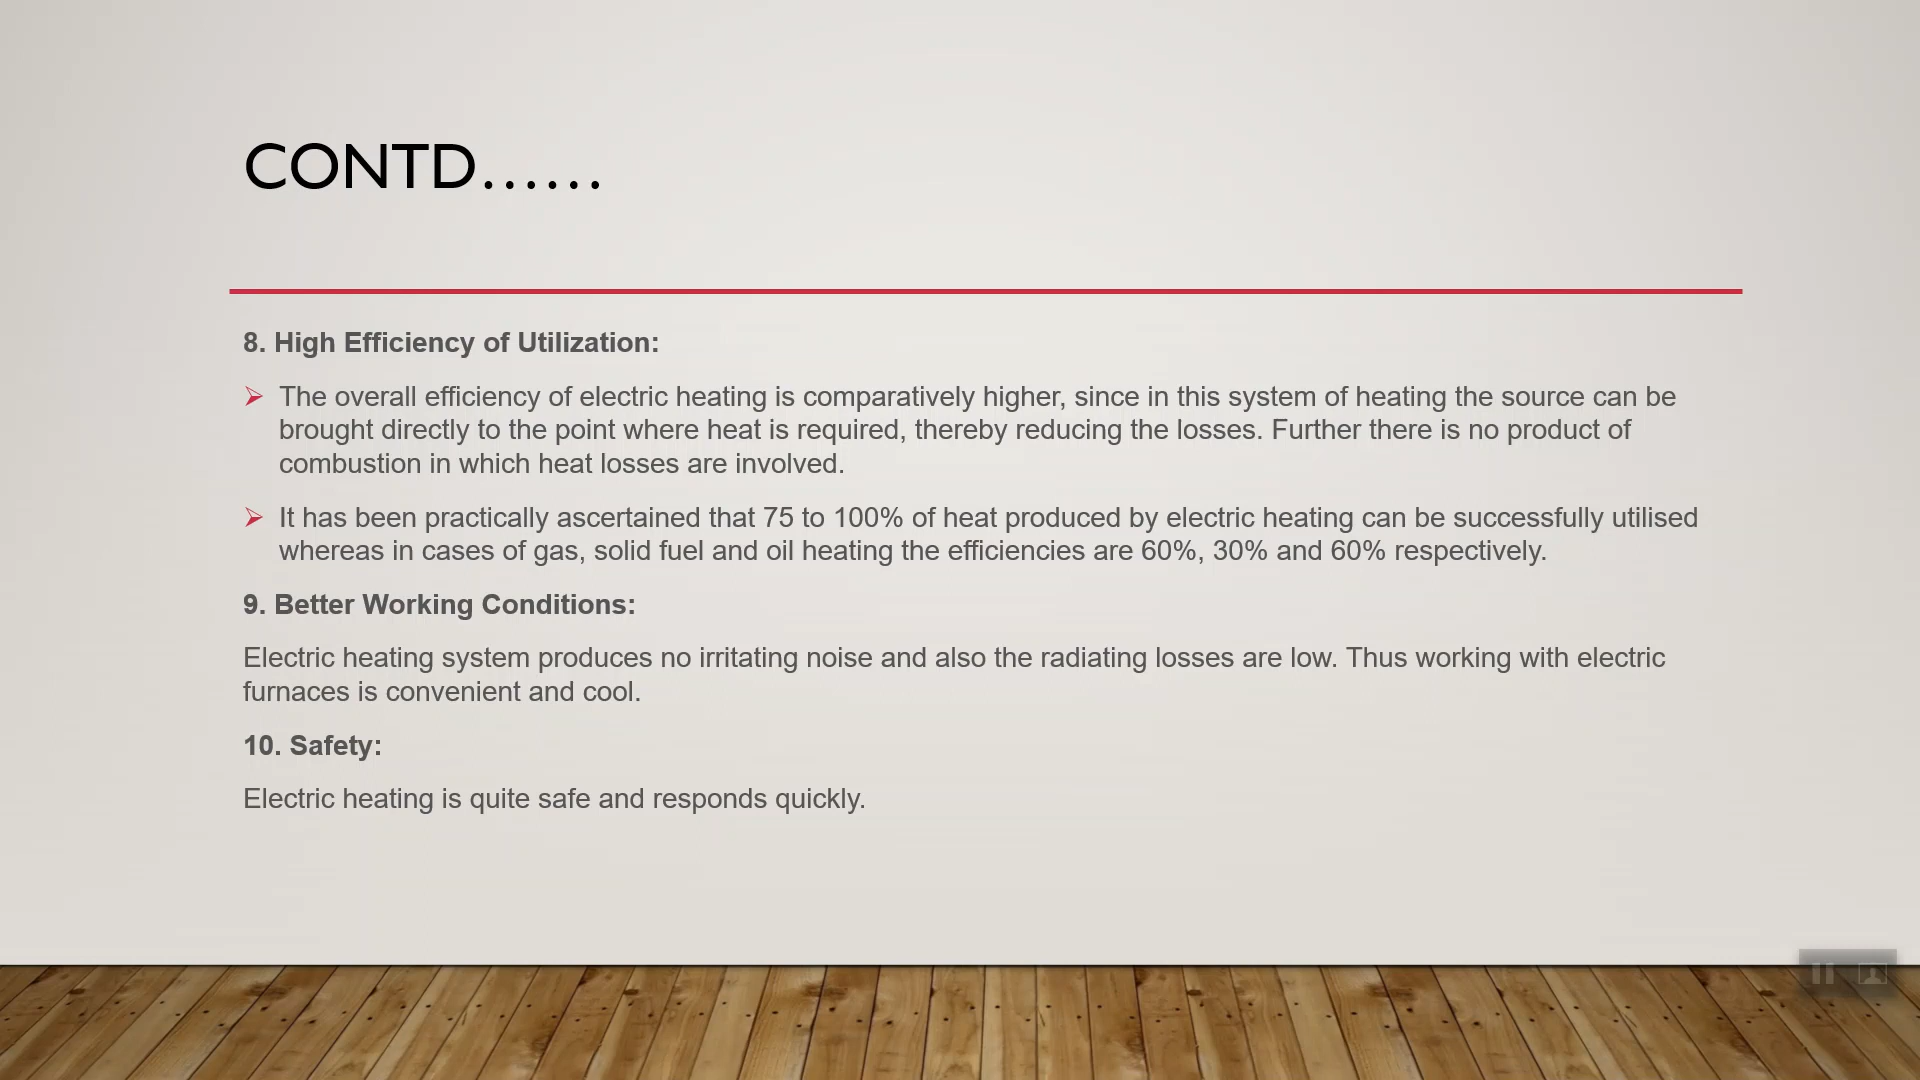 CONTD……
8. High Efficiency of Utilization:
The overall efficiency of electric heating is comparatively higher, since in this system of heating the source can be
brought directly to the point where heat is required, thereby reducing the losses. Further there is no product of
combustion in which heat losses are involved.
It has been practically ascertained that 75 to 100% of heat produced by electric heating can be successfully utilised
whereas in cases of gas, solid fuel and oil heating the efficiencies are 60%, 30% and 60% respectively.
9. Better Working Conditions:
Electric heating system produces no irritating noise and also the radiating losses are low. Thus working with electric
furnaces is convenient and cool.
10. Safety:
Electric heating is quite safe and responds quickly.